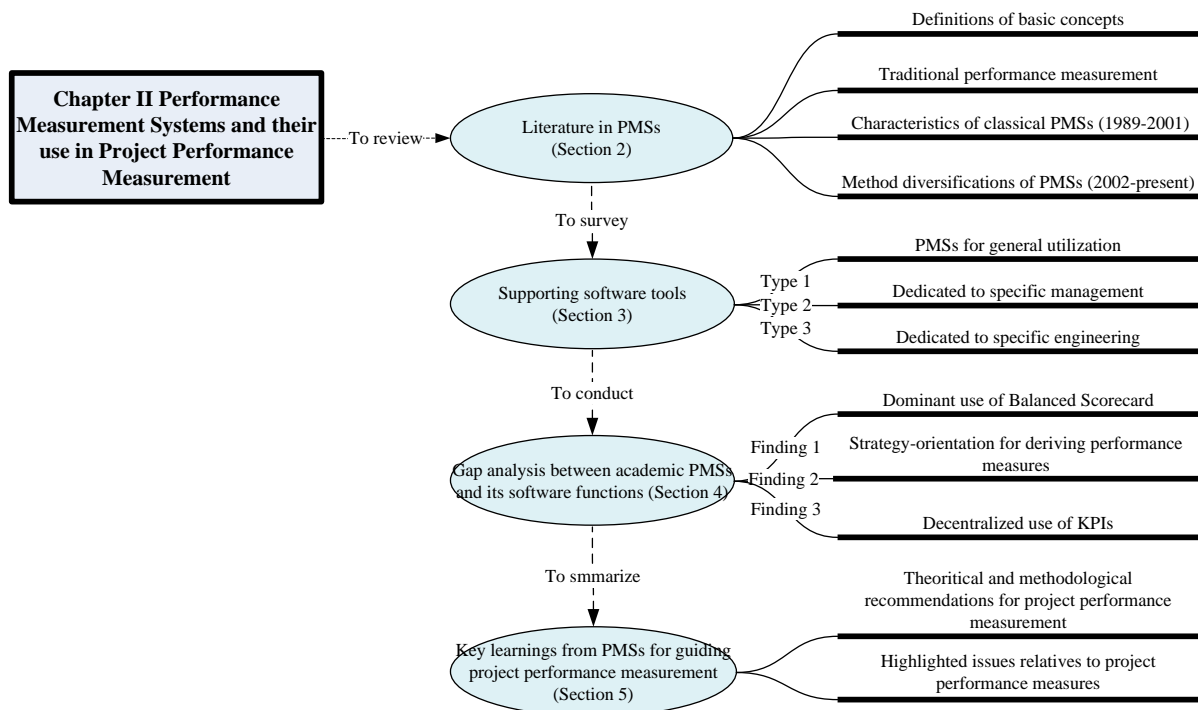 Chapter II Performance
Measurement Systems and their
use in Project Performance
Measurement
To review
Literature in PMSs
(Section 2)
Definitions of basic concepts
Traditional performance measurement
Characteristics of classical PMSs (1989-2001)
Method diversifications of PMSs (2002-present)
To survey
Supporting software tools
(Section 3)
Type 1
PMSs for general utilization
Type 2
Dedicated to specific management
Type 3
Dedicated to specific engineering
To conduct
Gap analysis between academic PMSs
and its software functions (Section 4)
Finding 1
Dominant use of Balanced Scorecard
Finding 2
Strategy-orientation for deriving performance
measures
Finding 3
Decentralized use of KPIs
To smmarize
Key learnings from PMSs for guiding
project performance measurement
(Section 5)
Theoritical and methodological
recommendations for project performance
measurement
Highlighted issues relatives to project
performance measures